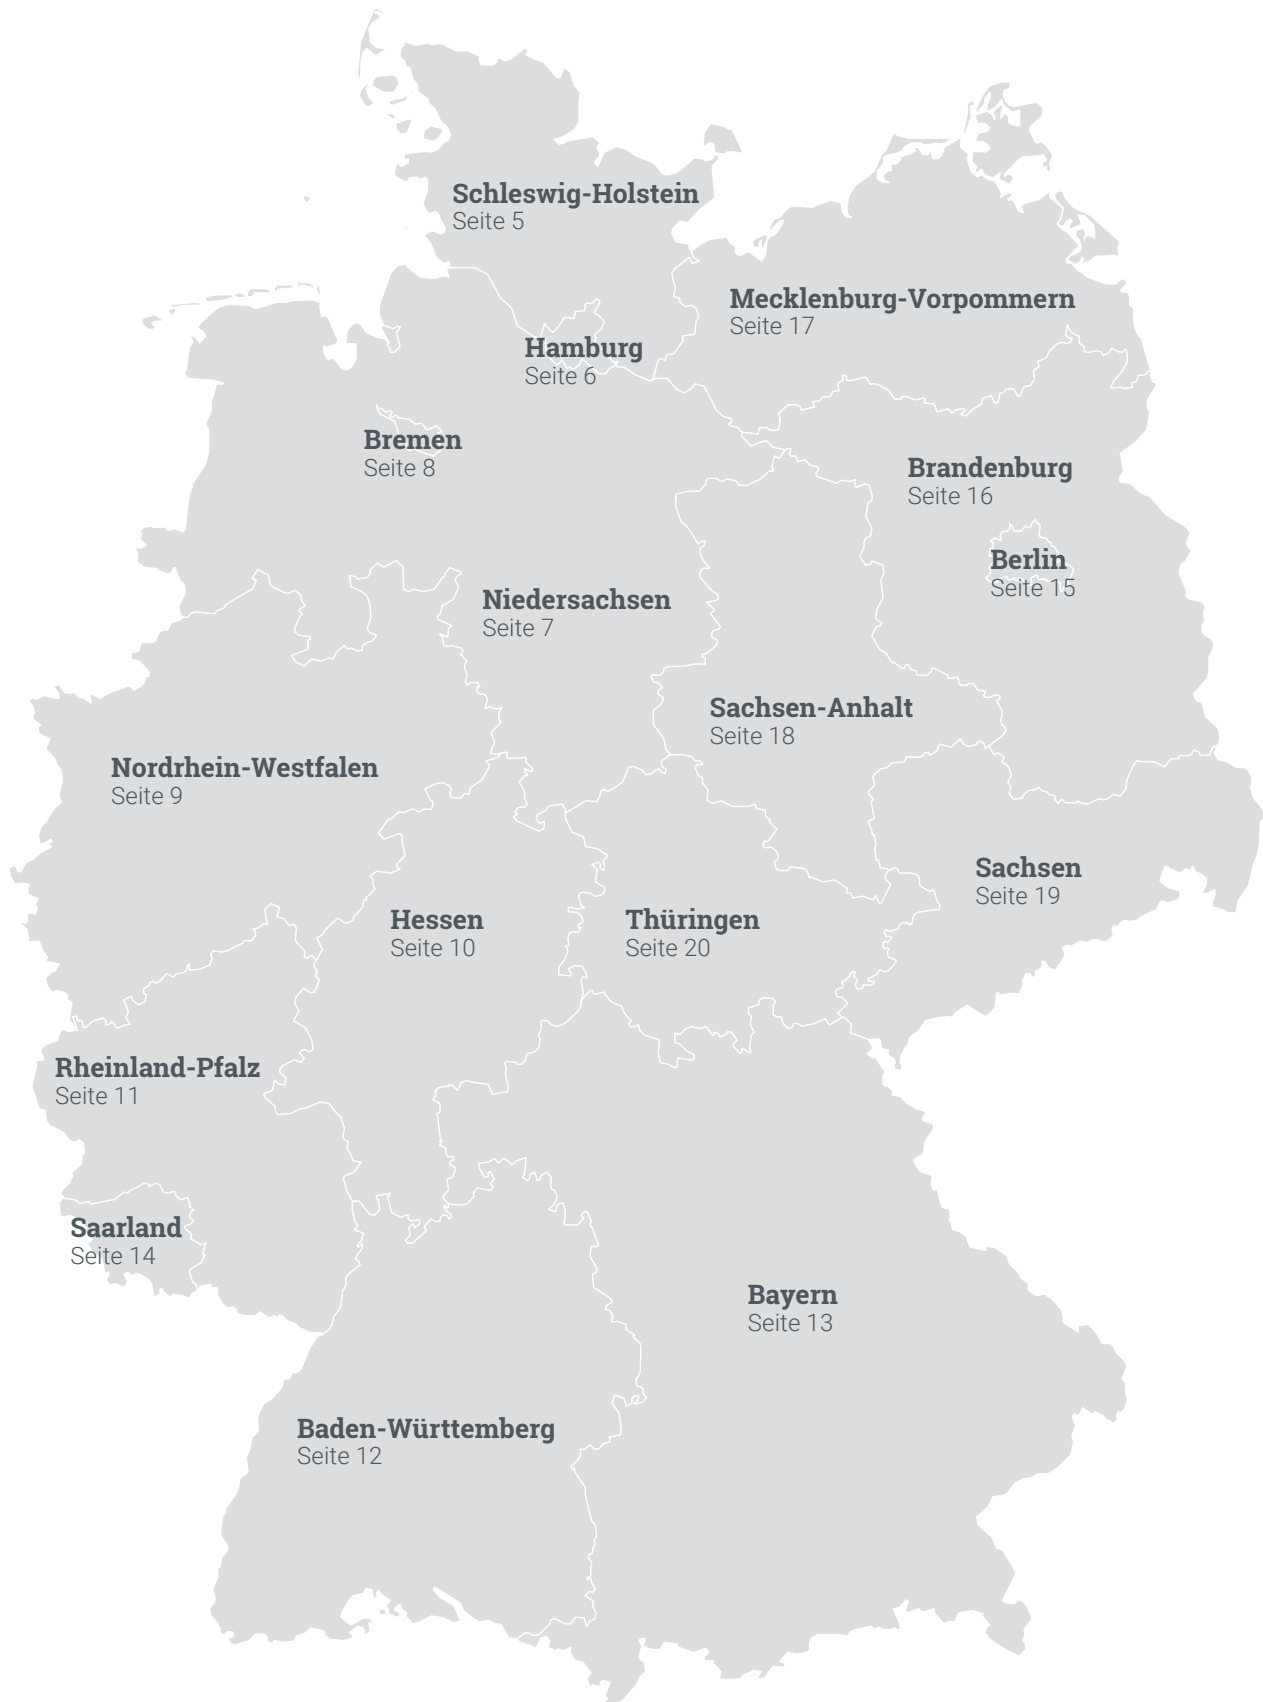 Schleswig-Holstein
Seite 5
Mecklenburg-Vorpommern
Seite 17
Hamburg
Seite 6
Bremen
Seite 8
Brandenburg
Seite 16
Berlin
Seite 15
Niedersachsen
Seite 7
Sachsen-Anhalt
Seite 18
Nordrhein-Westfalen
Seite 9
Sachsen
Seite 19
Hessen
Seite 10
Thüringen
Seite 20
Rheinland-Pfalz
Seite 11
Saarland
Seite 14
Bayern
Seite 13
Baden-Württemberg
Seite 12